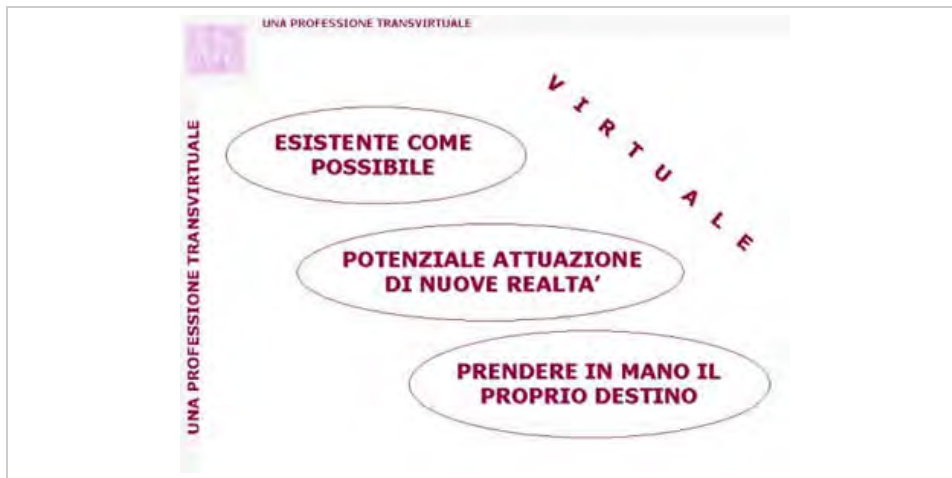 UNA PROFESSIONE TRANSVIRTUALE
VIRTUALE
ESISTENTE COME
POSSIBILE
POTENZIALE ATTUAZIONE
DI NUOVE REALTA’
PRENDERE IN MANO IL
PROPRIO DESTINO
UNA PROFESSIONE TRANSVIRTUALE